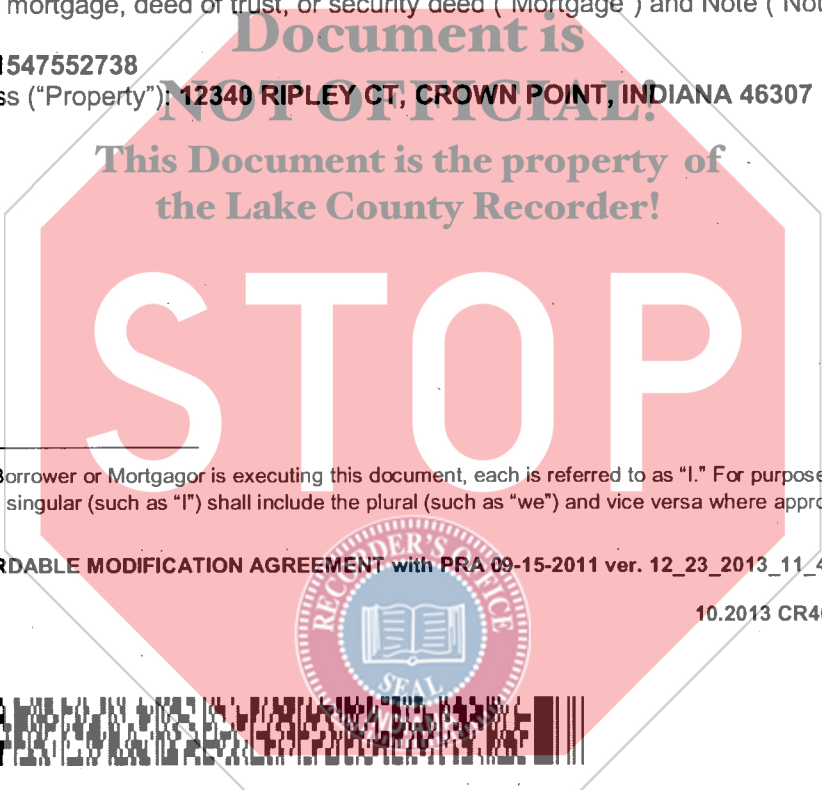 mortgage, deed of trust, or security deed ("Mortgage") and Note ("Not
Document is
1547552738
NOT OFFICIAL!
ss ("Property"): 12340 RIPLEY CT, CROWN POINT, INDIANA 46307
This Document is the property of
the Lake County Recorder!
STOP
Borrower or Mortgagor is executing this document, each is referred to as "I." For purpose
singular (such as "I") shall include the plural (such as "we") and vice versa where appro
RDABLE MODIFICATION AGREEMENT with PRA 09-15-2011 ver. 12_23_2013_11_4
10.2013 CR4
RECORDER'S OFFICE
SEAL
INDIANA